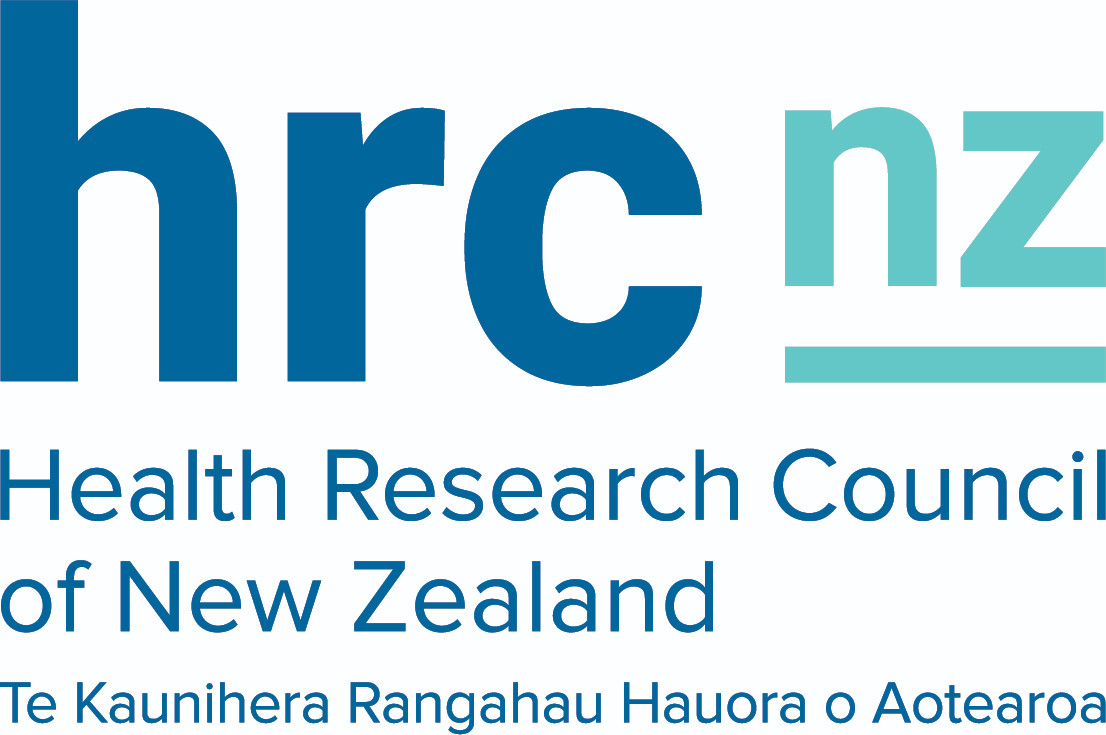 hrc nz
Health Research Council
of New Zealand
Te Kaunihera Rangahau Hauora o Aotearoa